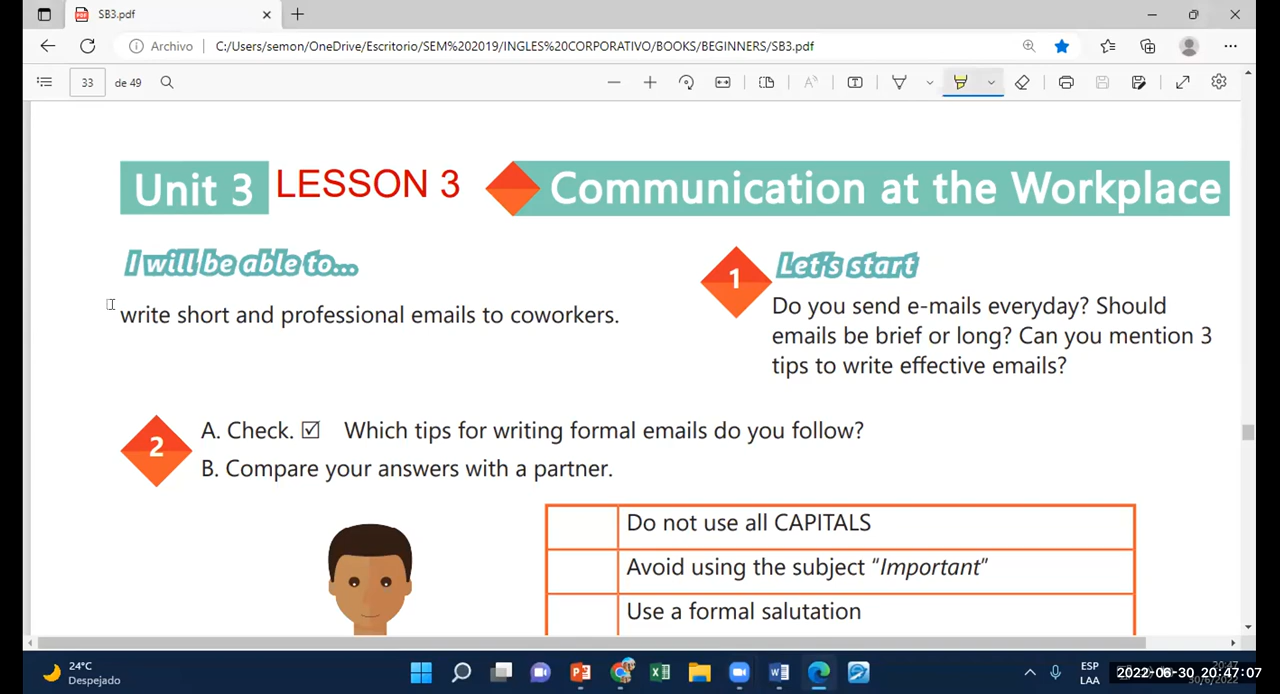 SB3.pdf
Archivo
C:/Users/semon/OneDrive/Escritorio/SEM%202019/INGLES%20CORPORATIVO/BOOKS/BEGINNERS/SB3.pdf
33 de 49
Unit 3 LESSON 3 Communication at the Workplace
I will be able to...
write short and professional emails to coworkers.
1 Let's start
Do you send e-mails everyday? Should
emails be brief or long? Can you mention 3
tips to write effective emails?
2
A. Check. ☑ Which tips for writing formal emails do you follow?
B. Compare your answers with a partner.
Do not use all CAPITALS
Avoid using the subject “Important”
Use a formal salutation
24°C
Despejado
ESP
LAA
2022-06-30 20:47:07